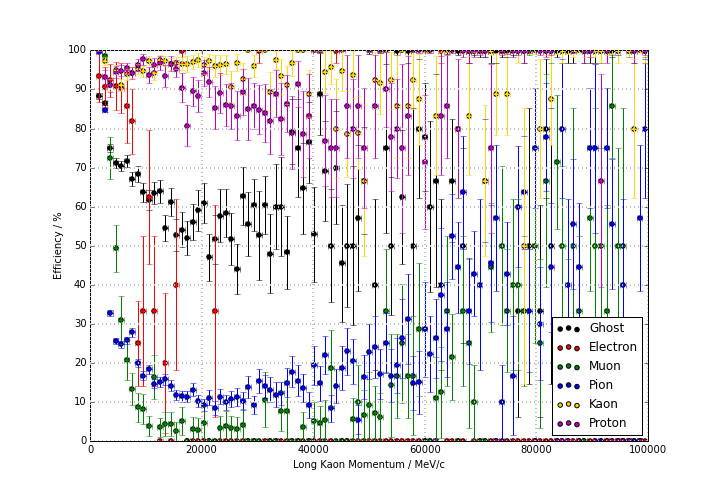 100
90
80
70
60
50
40
30
20
10
0
Efficiency / %
0 20000 40000 60000 80000 100000
Long Kaon Momentum / MeV/c
Ghost
Electron
Muon
Pion
Kaon
Proton